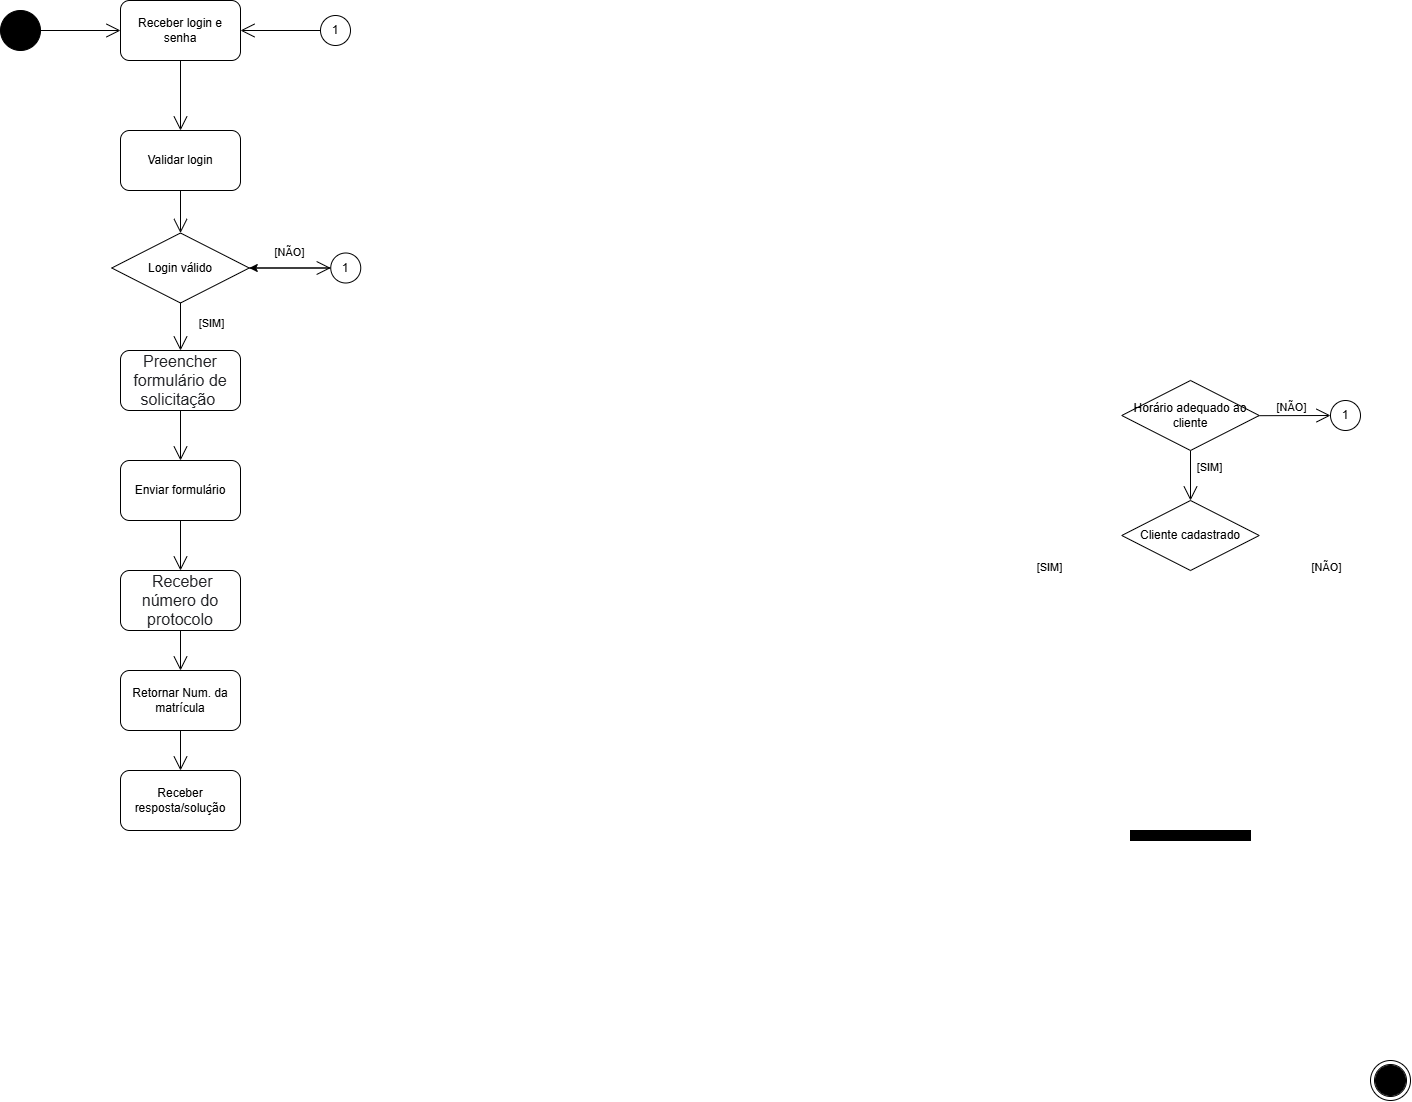 Receber login e
senha
1
Validar login
Login válido
[NÃO]
1
[SIM]
Preencher
formulário de
solicitação
Enviar formulário
Receber
número do
protocolo
Retornar Num. da
matrícula
Receber
resposta/solução
Horário adequado ao
cliente
[NÃO]
1
[SIM]
Cliente cadastrado
[SIM]
[NÃO]